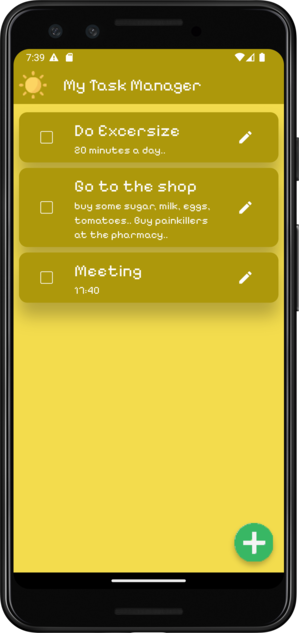 7:39
My Task Manager
Do Excersize
20 minutes a day..
Go to the shop
buy some sugar, milk, eggs,
tomatoes.. Buy painkillers
at the pharmacy..
Meeting
17:40